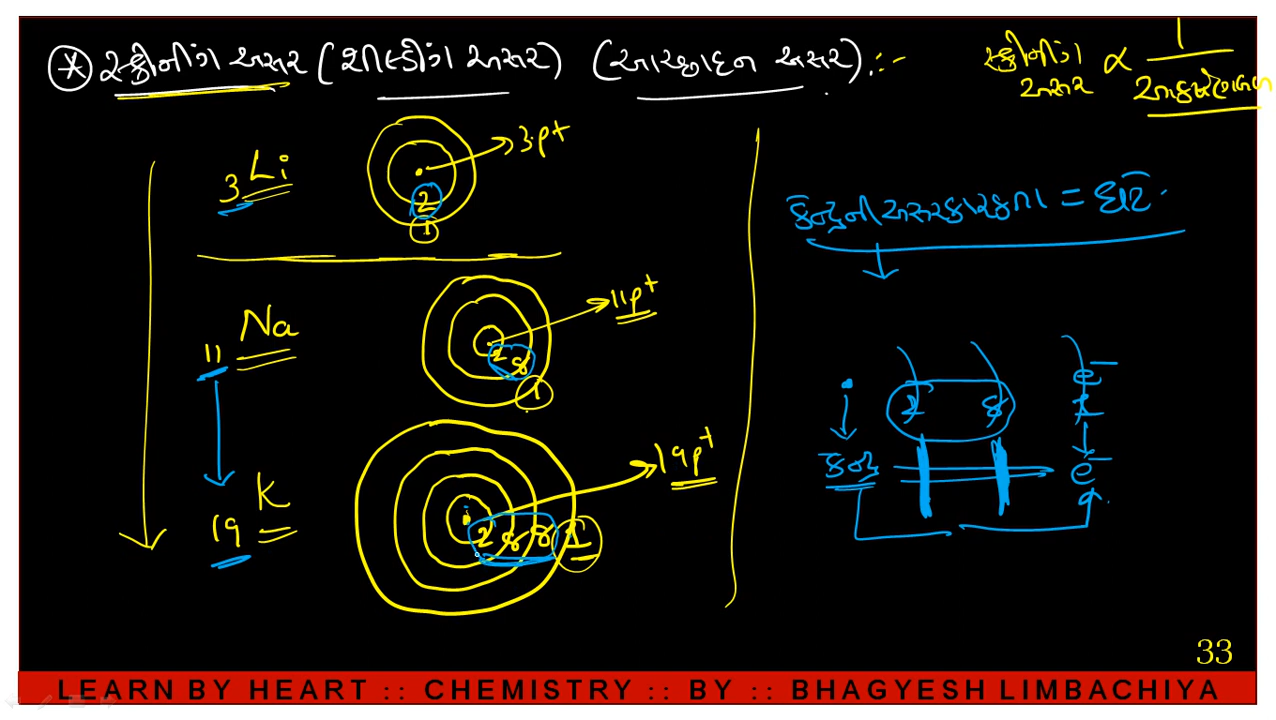 * સ્ક્રીનીંગ અસર (શીલ્ડીંગ અસર) (આચ્છાદન અસર) :-
સ્ક્રીનીંગ અસર ∝ 1 / આકર્ષણબળ
3 Li
3p+
2
1
કેન્દ્રની અસરકારકતા = ઘટે
11 Na
11p+
2 8
1
e-
2 8 1
કેન્દ્ર e-
19 K
19p+
2 8 8 1
33
LEARN BY HEART :: CHEMISTRY :: BY :: BHAGYESH LIMBACHIYA